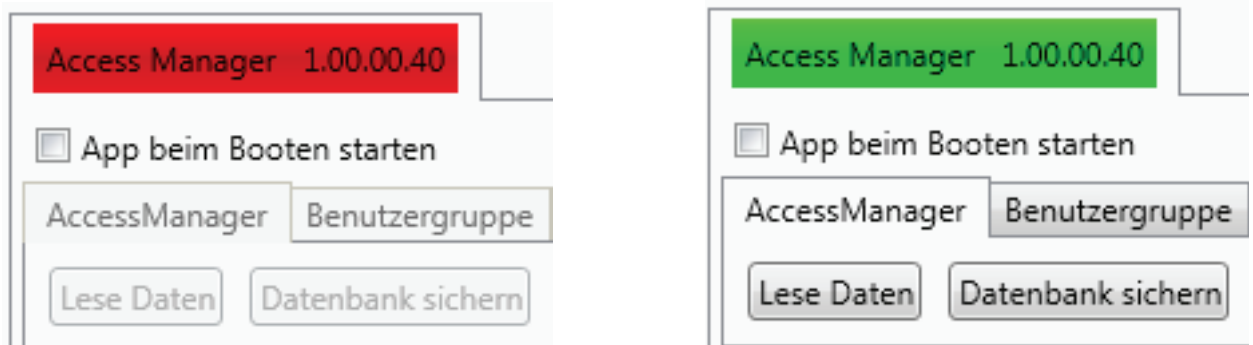 Access Manager 1.00.00.40
App beim Booten starten
AccessManager Benutzergruppe
Lese Daten Datenbank sichern
Access Manager 1.00.00.40
App beim Booten starten
AccessManager Benutzergruppe
Lese Daten Datenbank sichern